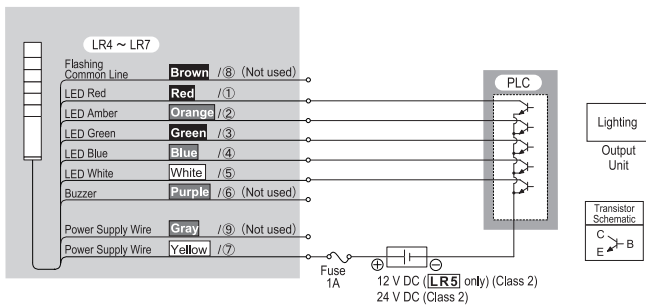 LR4 ~ LR7
Flashing
Common Line Brown /⑧ (Not used)
LED Red Red /①
LED Amber Orange /②
LED Green Green /③
LED Blue Blue /④
LED White White /⑤
Buzzer Purple /⑥ (Not used)
Power Supply Wire Gray /⑨ (Not used)
Power Supply Wire Yellow /⑦
Fuse
1A
⊕ ⊖
12 V DC (LR5 only) (Class 2)
24 V DC (Class 2)
PLC
Lighting
Output
Unit
Transistor
Schematic
C
B
E